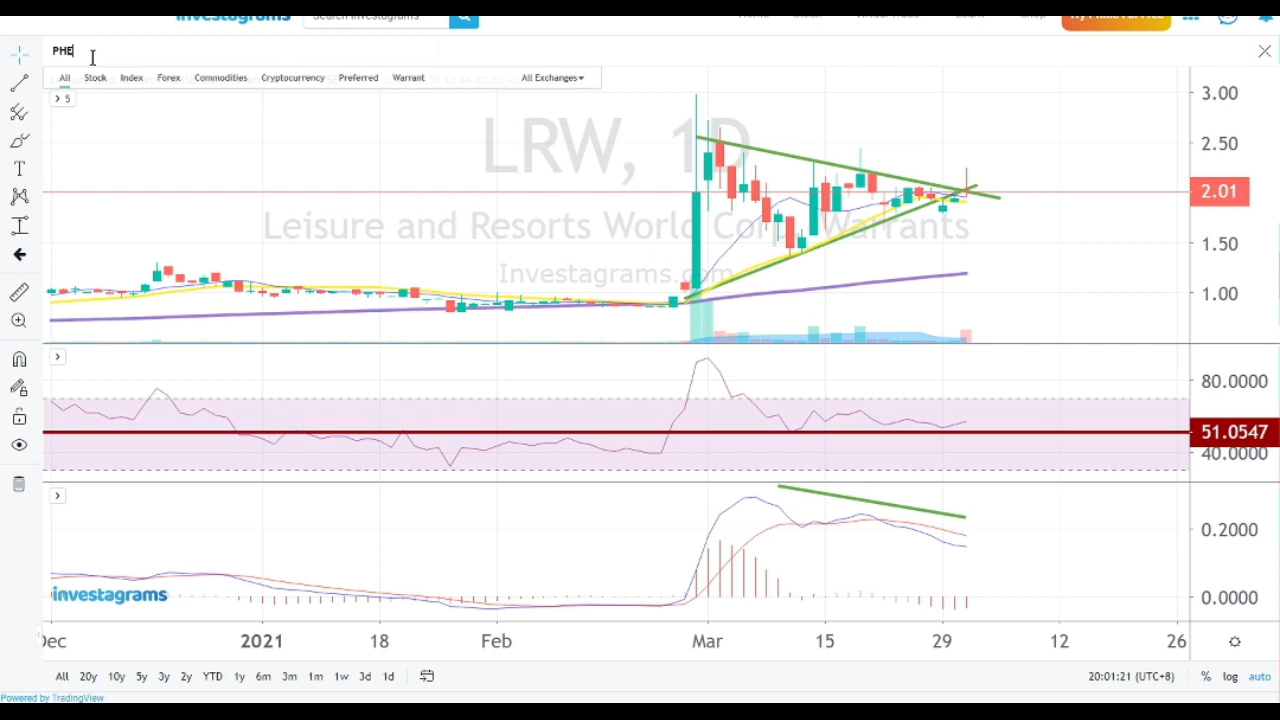 investagrams
Search Investagrams
PHE
All Stock Index Forex Commodities Cryptocurrency Preferred Warrant All Exchanges
5
LRW, 1D
Leisure and Resorts World Corp. Warrants
Investagrams.com
3.00
2.50
2.01
1.50
1.00
80.0000
51.0547
40.0000
0.2000
0.0000
investagrams
Dec 2021 18 Feb Mar 15 29 12 26
All 20y 10y 5y 3y 2y YTD 1y 6m 3m 1m 1w 3d 1d 20:01:21 (UTC+8) % log auto
Powered by TradingView